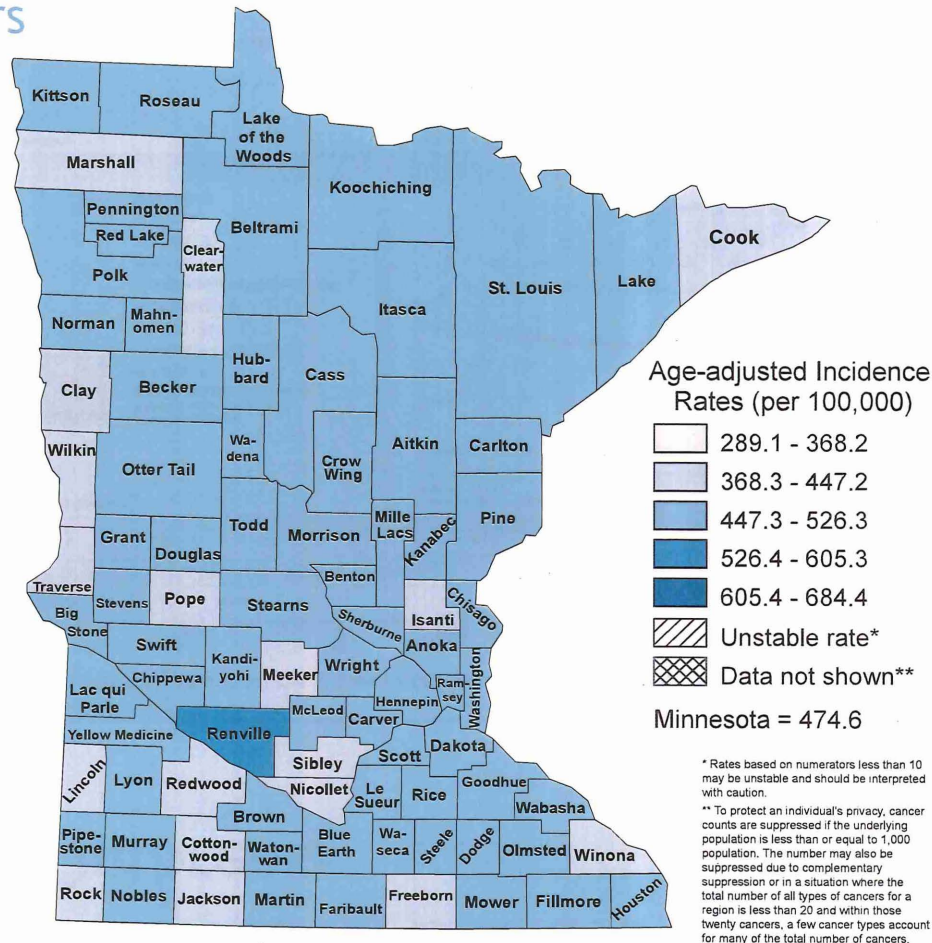 TS
Kittson
Roseau
Lake
of the
Woods
Marshall
Koochiching
Pennington
Red Lake
Beltrami
Clear-
water
Cook
Polk
St. Louis
Lake
Itasca
Norman
Mahn-
omen
Hub-
bard
Cass
Clay
Becker
Wilkin
Otter Tail
Wa-
dena
Crow
Wing
Aitkin
Carlton
Pine
Grant
Douglas
Todd
Morrison
Mille
Lacs
Kanabec
Traverse
Stevens
Pope
Stearns
Benton
Isanti
Chisago
Big
Stone
Sherburne
Anoka
Swift
Kandi-
yohi
Meeker
Wright
Hennepin
Ram-
sey
Washington
Lac qui
Parle
Chippewa
McLeod
Carver
Yellow Medicine
Renville
Scott
Dakota
Lincoln
Lyon
Redwood
Sibley
Nicollet
Le
Sueur
Rice
Goodhue
Wabasha
Brown
Pipe-
stone
Murray
Cotton-
wood
Waton-
wan
Blue
Earth
Wa-
seca
Steele
Dodge
Olmsted
Winona
Rock
Nobles
Jackson
Martin
Faribault
Freeborn
Mower
Fillmore
Houston
Age-adjusted Incidence
Rates (per 100,000)
289.1 - 368.2
368.3 - 447.2
447.3 - 526.3
526.4 - 605.3
605.4 - 684.4
Unstable rate*
Data not shown**
Minnesota = 474.6
* Rates based on numerators less than 10
may be unstable and should be interpreted
with caution.
** To protect an individual's privacy, cancer
counts are suppressed if the underlying
population is less than or equal to 1,000
population. The number may also be
suppressed due to complementary
suppression or in a situation where the
total number of all types of cancers for a
region is less than 20 and within those
twenty cancers, a few cancer types account
for many of the total number of cancers.